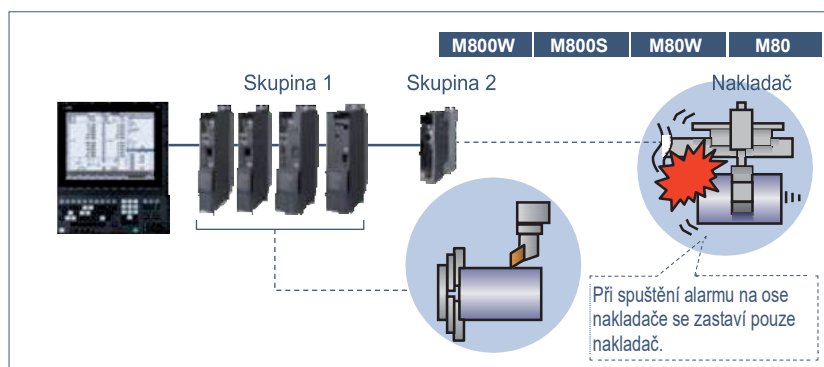 M800W M800S M80W M80
Skupina 1 Skupina 2 Nakladač
Při spuštění alarmu na ose
nakladače se zastaví pouze
nakladač.